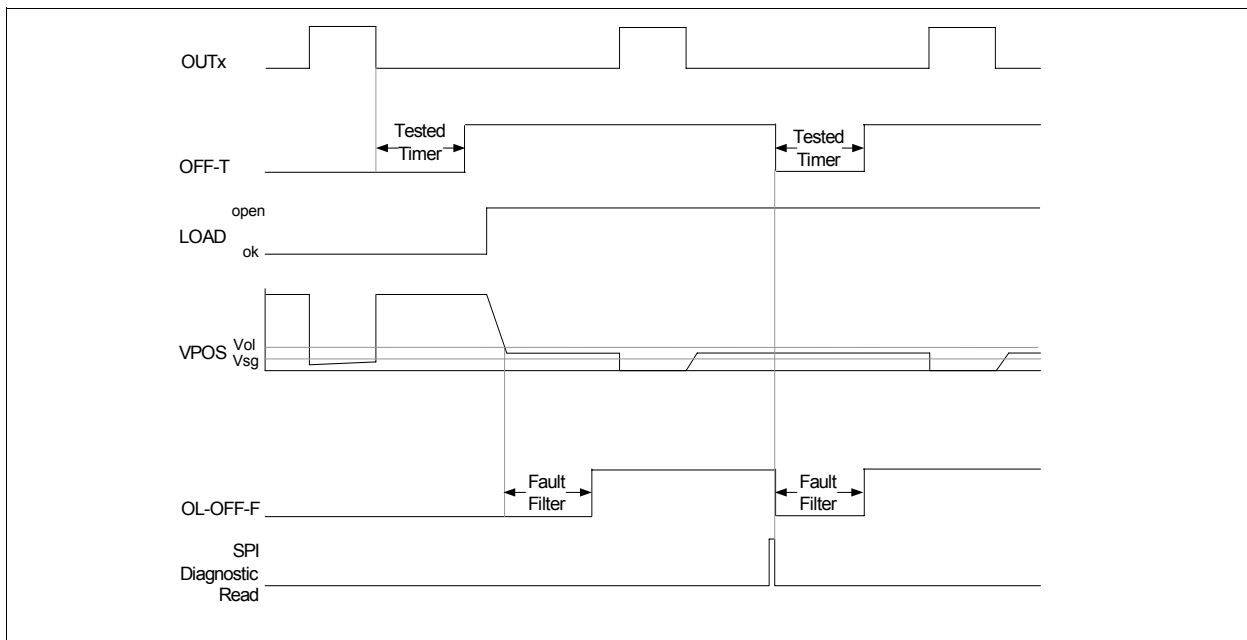 OUTx
Tested
Timer
Tested
Timer
OFF-T
open
LOAD
ok
Vol
VPOS
Vsg
Fault
Filter
Fault
Filter
OL-OFF-F
SPI
Diagnostic
Read